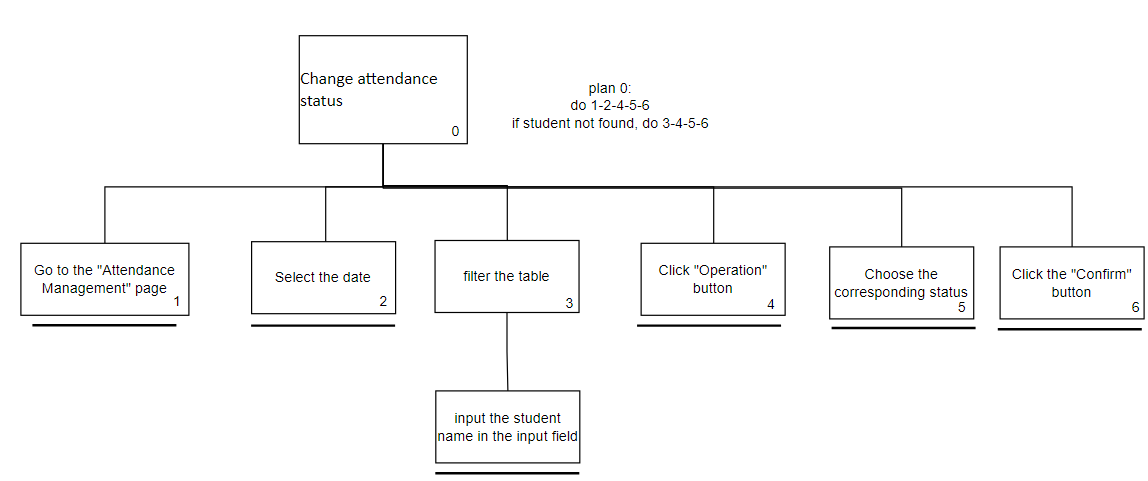 Change attendance
status
0
plan 0:
do 1-2-4-5-6
if student not found, do 3-4-5-6
Go to the "Attendance
Management" page
1
Select the date
2
filter the table
3
Click "Operation"
button
4
Choose the
corresponding status
5
Click the "Confirm"
button
6
input the student
name in the input field